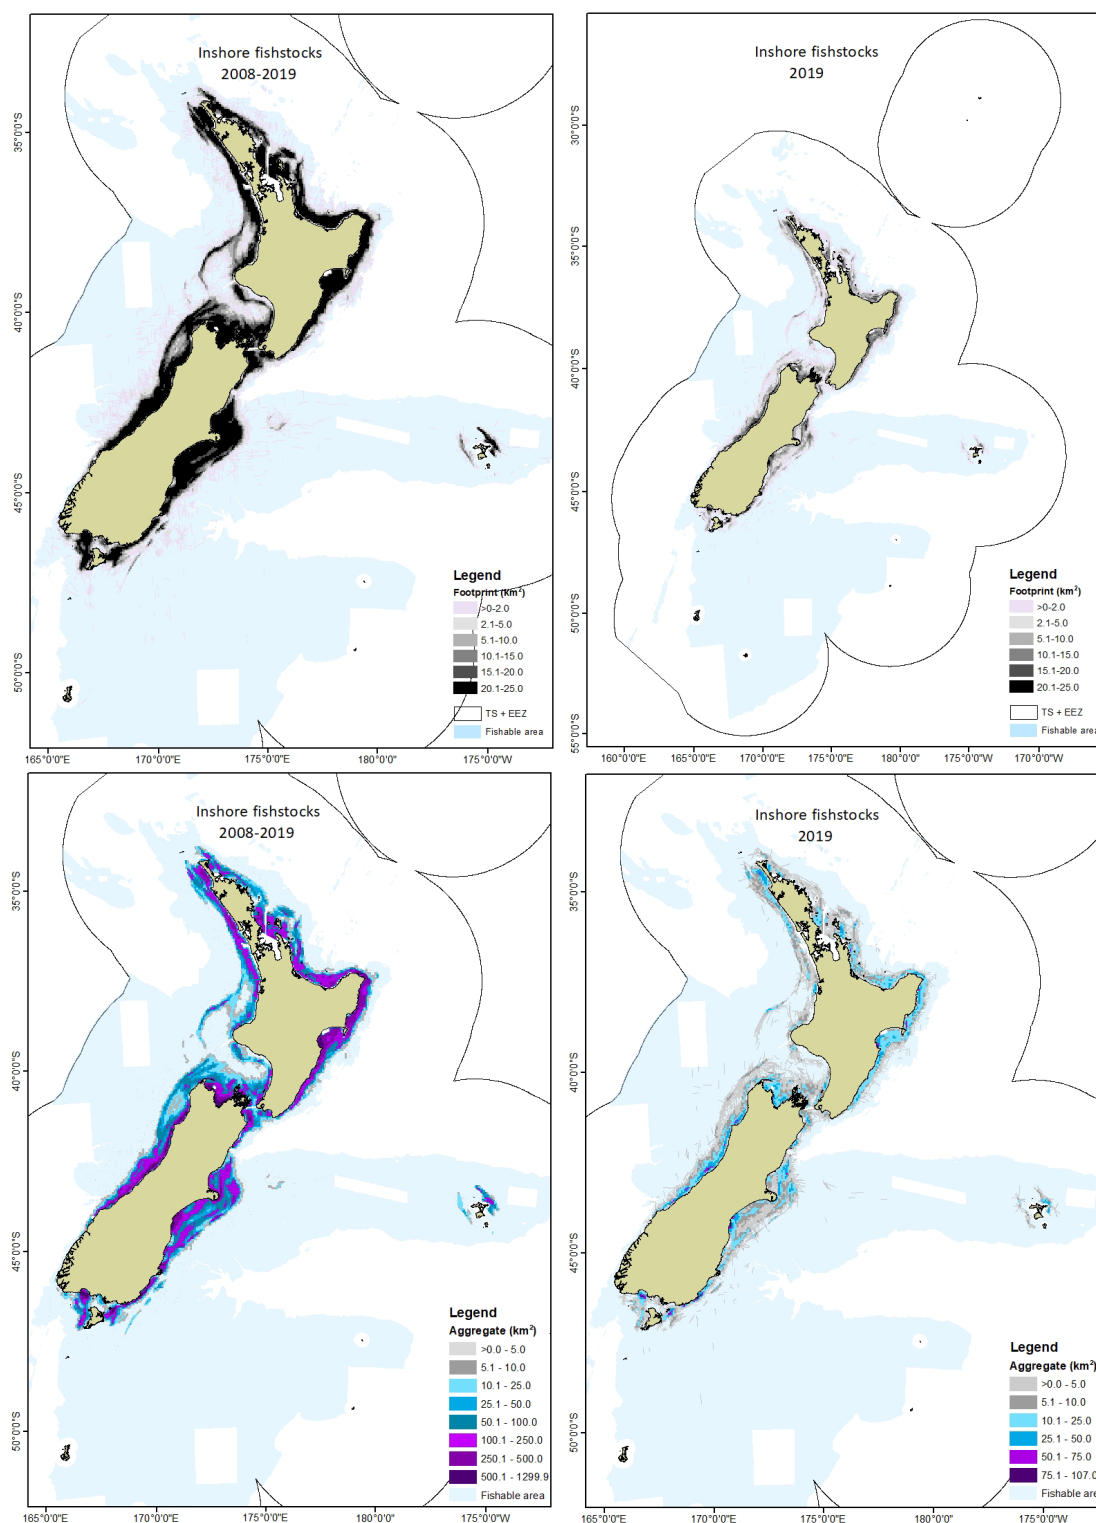 Inshore fishstocks
2008-2019
35°0'0"S
40°0'0"S
45°0'0"S
50°0'0"S
Legend
Footprint (km²)
>0-2.0
2.1-5.0
5.1-10.0
10.1-15.0
15.1-20.0
20.1-25.0
TS + EEZ
Fishable area
165°0'0"E
170°0'0"E
175°0'0"E
180°0'0"
175°0'0"W
Inshore fishstocks
2019
30°0'0"S
35°0'0"S
40°0'0"S
45°0'0"S
50°0'0"S
55°0'0"S
Legend
Footprint (km²)
>0-2.0
2.1-5.0
5.1-10.0
10.1-15.0
15.1-20.0
20.1-25.0
TS + EEZ
Fishable area
160°0'0"E
165°0'0"E
170°0'0"E
175°0'0"E
180°0'0"
175°0'0"W
170°0'0"W
Inshore fishstocks
2008-2019
35°0'0"S
40°0'0"S
45°0'0"S
50°0'0"S
Legend
Aggregate (km²)
>0.0 - 5.0
5.1 - 10.0
10.1 - 25.0
25.1 - 50.0
50.1 - 100.0
100.1 - 250.0
250.1 - 500.0
500.1 - 1299.9
Fishable area
165°0'0"E
170°0'0"E
175°0'0"E
180°0'0"
175°0'0"W
Inshore fishstocks
2019
35°0'0"S
40°0'0"S
45°0'0"S
50°0'0"S
Legend
Aggregate (km²)
>0.0 - 5.0
5.1 - 10.0
10.1 - 25.0
25.1 - 50.0
50.1 - 75.0
75.1 - 107.0
Fishable area
165°0'0"E
170°0'0"E
175°0'0"E
180°0'0"
175°0'0"W